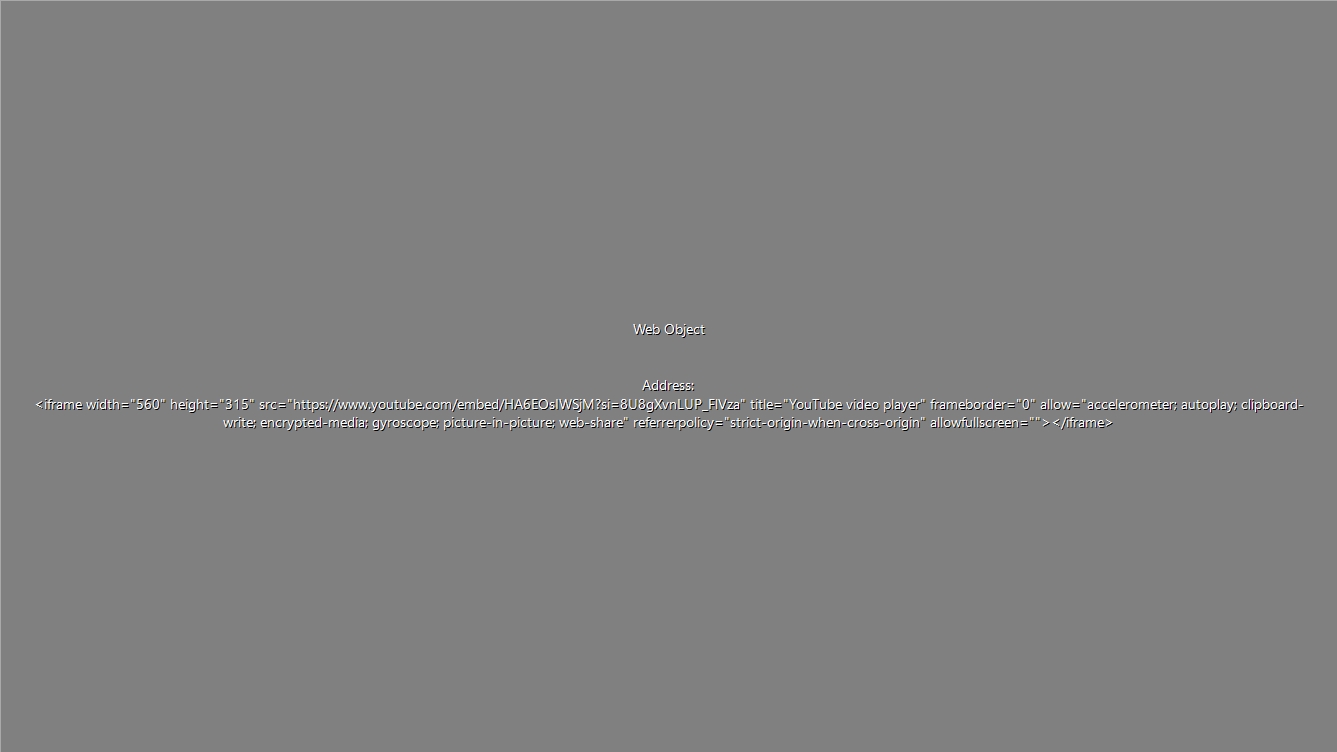 Web Object
Address:
<iframe width="560" height="315" src="https://www.youtube.com/embed/HA6EOsIWSjM?si=8U8gXvnLUP_FlVza" title="YouTube video player" frameborder="0" allow="accelerometer; autoplay; clipboard-
write; encrypted-media; gyroscope; picture-in-picture; web-share" referrerpolicy="strict-origin-when-cross-origin" allowfullscreen=""></iframe>